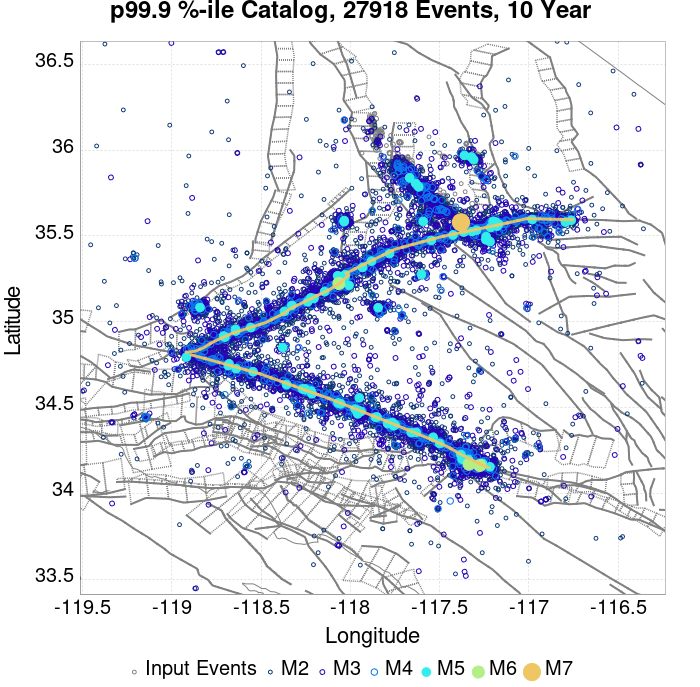 p99.9 %-ile Catalog, 27918 Events, 10 Year
36.5
36
35.5
35
34.5
34
33.5
Latitude
-119.5 -119 -118.5 -118 -117.5 -117 -116.5
Longitude
Input Events M2 M3 M4 M5 M6 M7